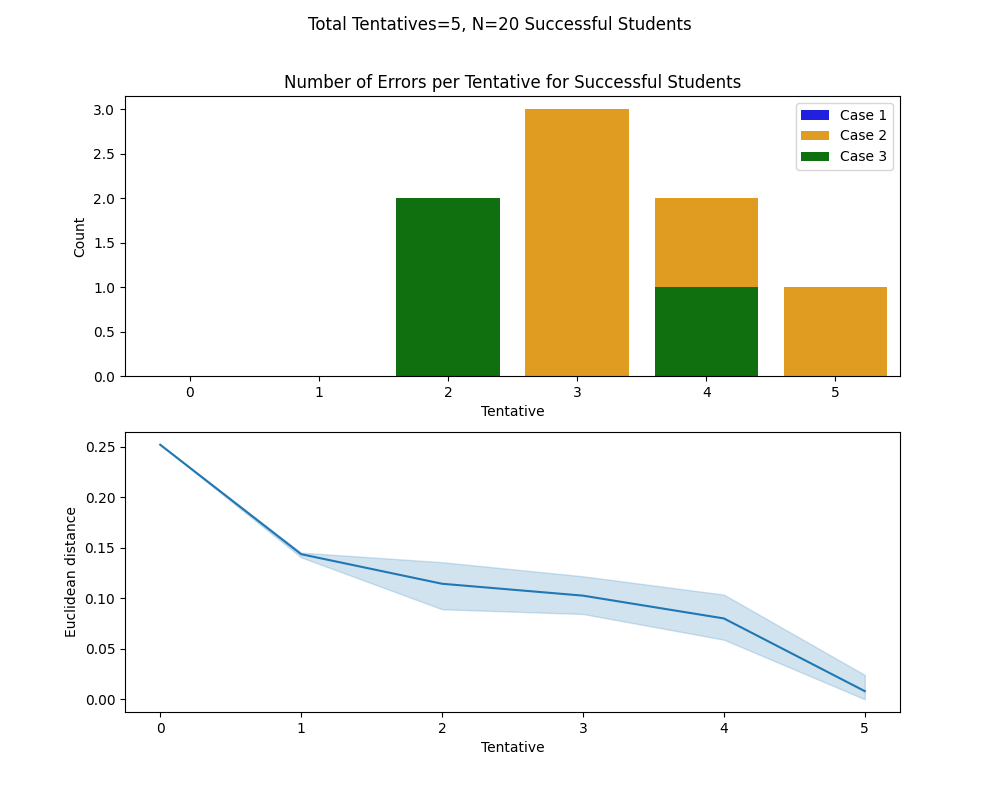 Total Tentatives=5, N=20 Successful Students
Number of Errors per Tentative for Successful Students
3.0
2.5
2.0
1.5
1.0
0.5
0.0
Count
Case 1
Case 2
Case 3
0 1 2 3 4 5
Tentative
0.25
0.20
0.15
0.10
0.05
0.00
Euclidean distance
0 1 2 3 4 5
Tentative